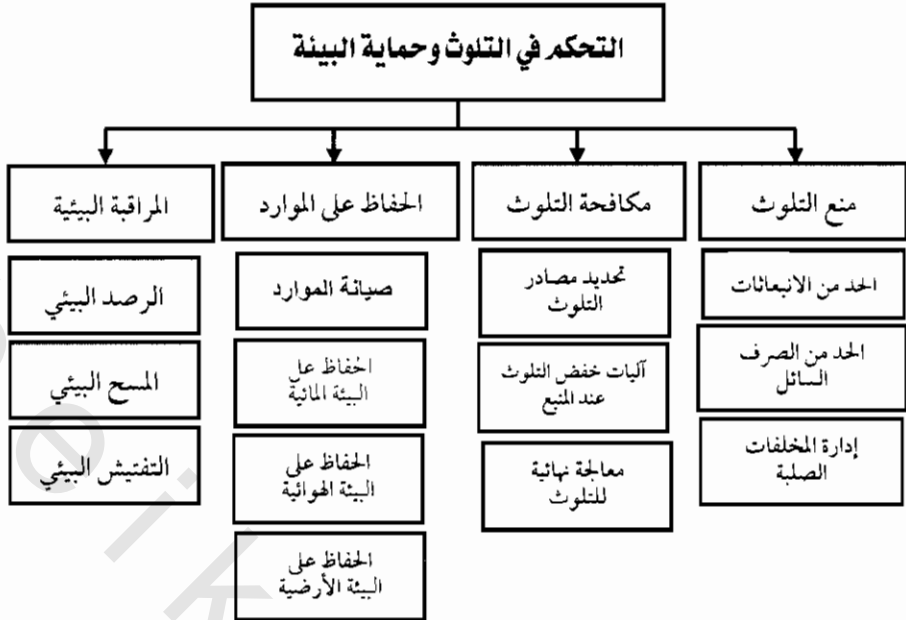 التحكم في التلوث وحماية البيئة
منع التلوث
الحد من الانبعاثات
الحد من الصرف
السائل
إدارة المخلفات
الصلبة
مكافحة التلوث
تحديد مصادر
التلوث
آليات خفض التلوث
عند المنبع
معالجة نهائية
للتلوث
الحفاظ على الموارد
صيانة الموارد
الحفاظ على
البيئة المائية
الحفاظ على
البيئة الهوائية
الحفاظ على
البيئة الأرضية
المراقبة البيئية
الرصد البيئي
المسح البيئي
التفتيش البيئي